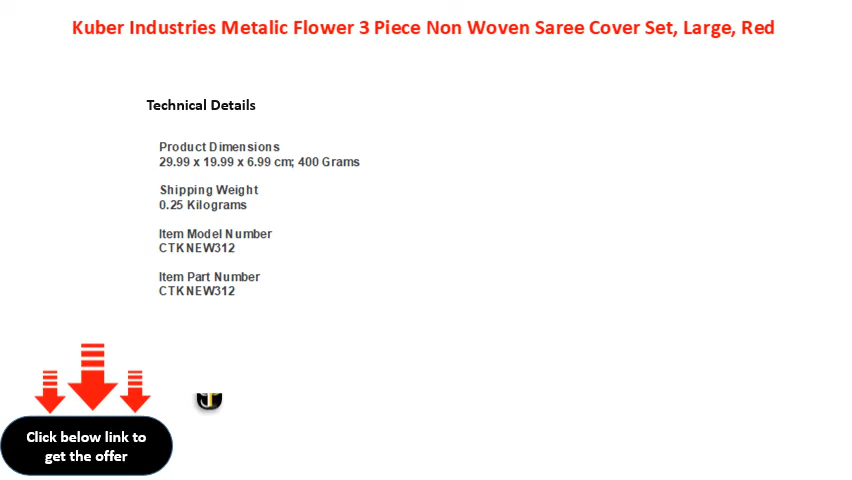 Kuber Industries Metalic Flower 3 Piece Non Woven Saree Cover Set, Large, Red
Technical Details
Product Dimensions
29.99 x 19.99 x 6.99 cm; 400 Grams
Shipping Weight
0.25 Kilograms
Item Model Number
CTKNEW312
Item Part Number
CTKNEW312
Click below link to
get the offer